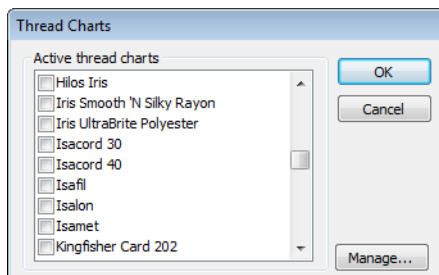 Thread Charts
Active thread charts
Hilos Iris
Iris Smooth 'N Silky Rayon
Iris UltraBrite Polyester
Isacord 30
Isacord 40
Isafil
Isalon
Isamet
Kingfisher Card 202
OK
Cancel
Manage...